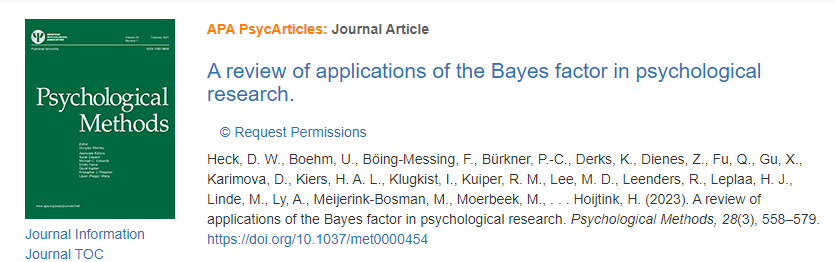 APA PsycArticles: Journal Article
A review of applications of the Bayes factor in psychological
research.
© Request Permissions
Heck, D. W., Boehm, U., Böing-Messing, F., Bürkner, P.-C., Derks, K., Dienes, Z., Fu, Q., Gu, X.,
Karimova, D., Kiers, H. A. L., Klugkist, I., Kuiper, R. M., Lee, M. D., Leenders, R., Leplaa, H. J.,
Linde, M., Ly, A., Meijerink-Bosman, M., Moerbeek, M., . . . Hoijtink, H. (2023). A review of
applications of the Bayes factor in psychological research. Psychological Methods, 28(3), 558–579.
https://doi.org/10.1037/met0000454
Psychological
Methods
Editor
Associate Editors
Journal Information
Journal TOC